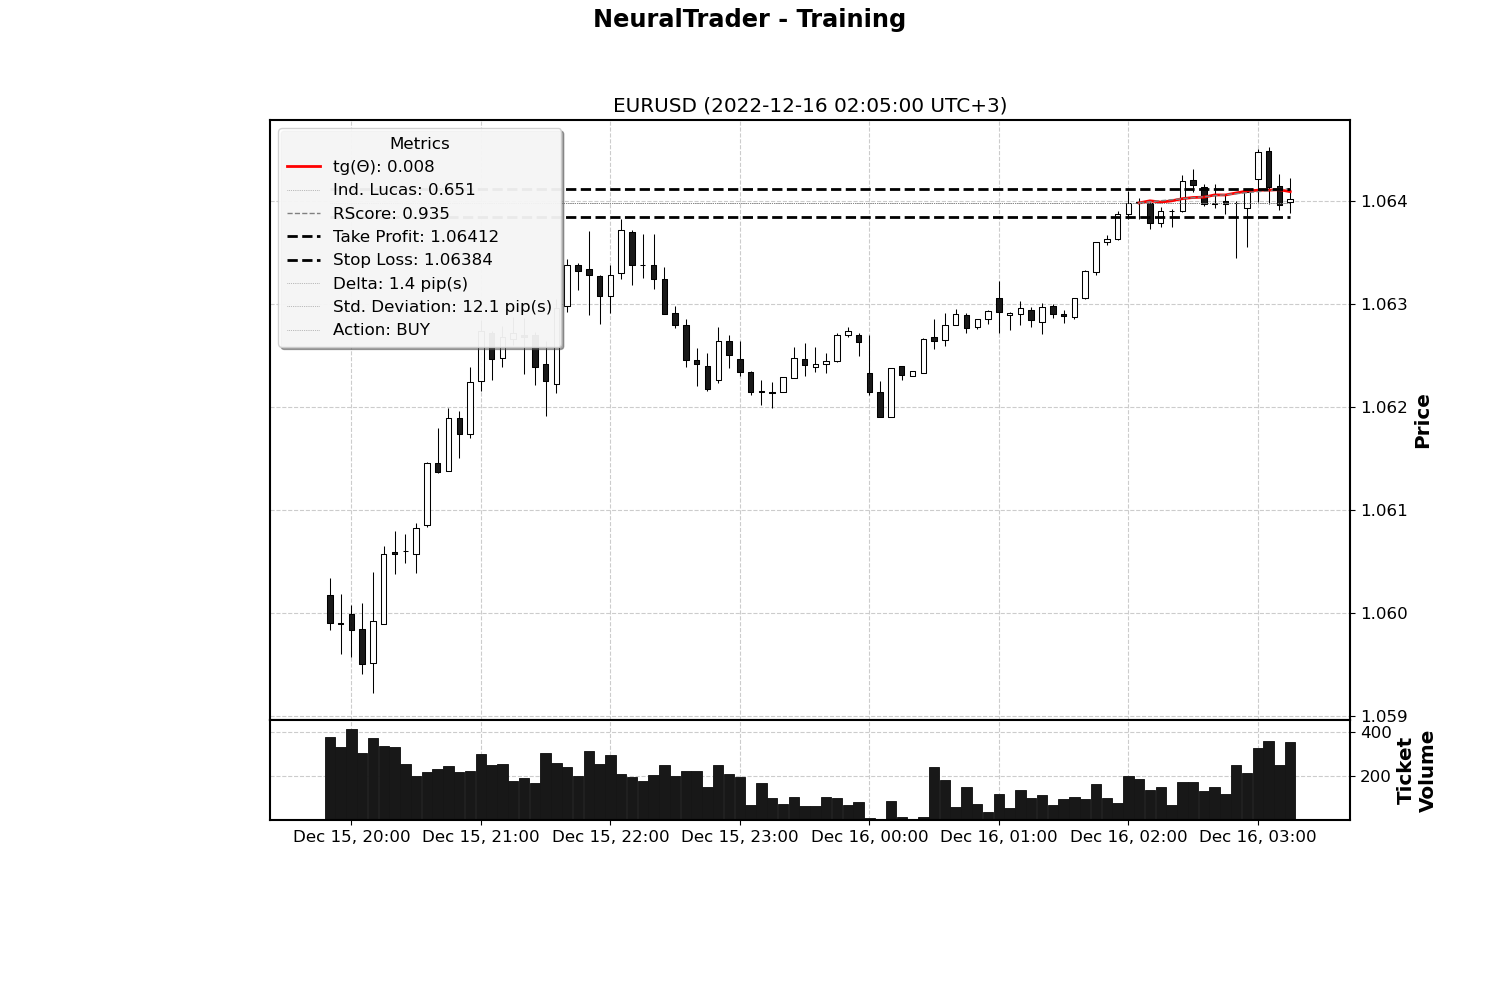 NeuralTrader - Training
EURUSD (2022-12-16 02:05:00 UTC+3)
Metrics
tg(Θ): 0.008
Ind. Lucas: 0.651
RScore: 0.935
Take Profit: 1.06412
Stop Loss: 1.06384
Delta: 1.4 pip(s)
Std. Deviation: 12.1 pip(s)
Action: BUY
1.064
1.063
1.062
1.061
1.060
1.059
Price
400
200
Ticket
Volume
Dec 15, 20:00 Dec 15, 21:00 Dec 15, 22:00 Dec 15, 23:00 Dec 16, 00:00 Dec 16, 01:00 Dec 16, 02:00 Dec 16, 03:00